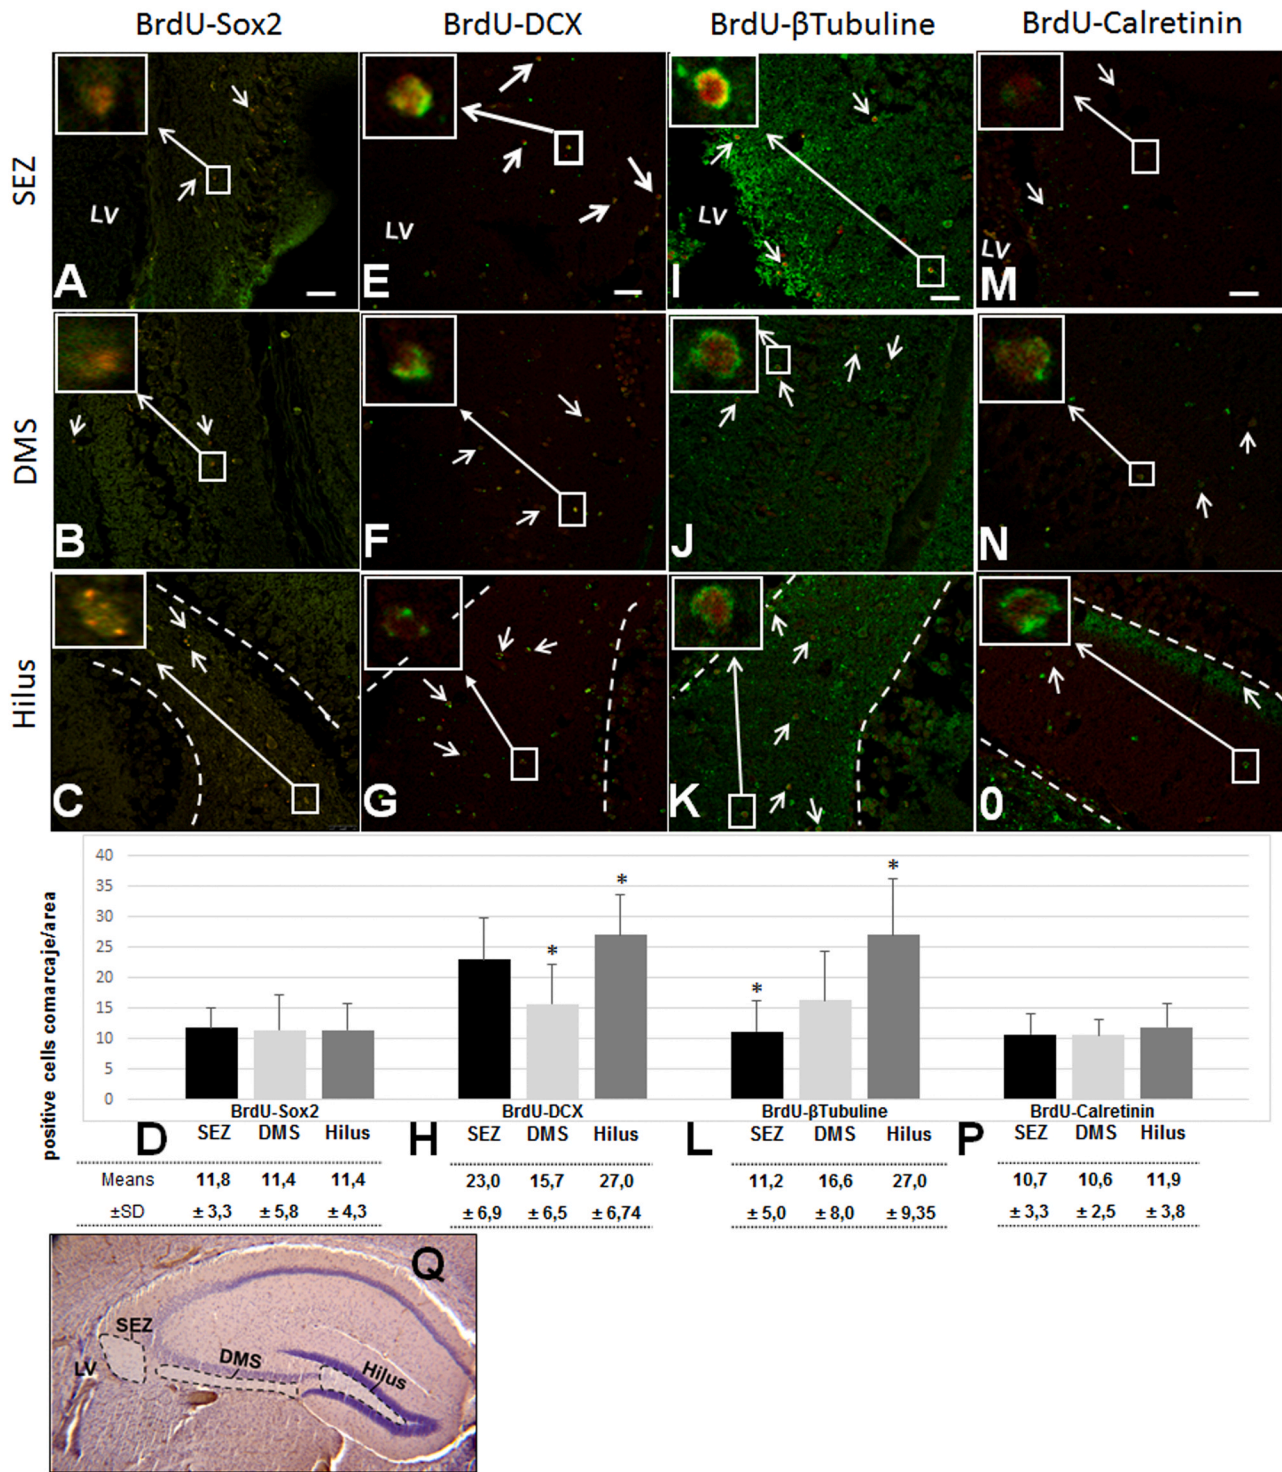 BrdU-Sox2 BrdU-DCX BrdU-βTubuline BrdU-Calretinin
SEZ
LV LV LV LV
A E I M
DMS
B F J N
Hilus
C G K 0
positive cells comarcaje/area
40
35
30
25
20
15
10
5
0
* * * *
BrdU-Sox2 BrdU-DCX BrdU-βTubuline BrdU-Calretinin
D SEZ DMS Hilus H SEZ DMS Hilus L SEZ DMS Hilus P SEZ DMS Hilus
Means 11,8 11,4 11,4 23,0 15,7 27,0 11,2 16,6 27,0 10,7 10,6 11,9
±SD ± 3,3 ± 5,8 ± 4,3 ± 6,9 ± 6,5 ± 6,74 ± 5,0 ± 8,0 ± 9,35 ± 3,3 ± 2,5 ± 3,8
Q
SEZ
LV
DMS
Hilus